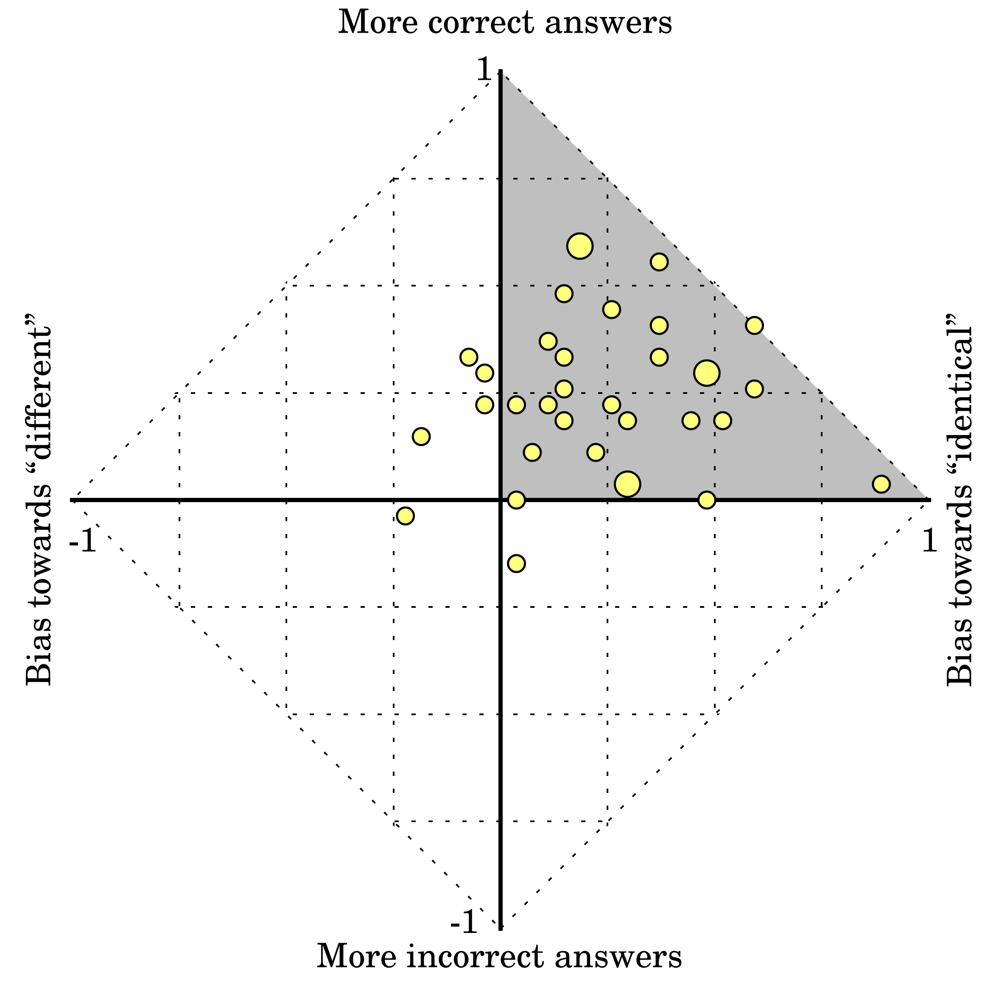 More correct answers
1
Bias towards “different”
Bias towards “identical”
-1
1
-1
More incorrect answers